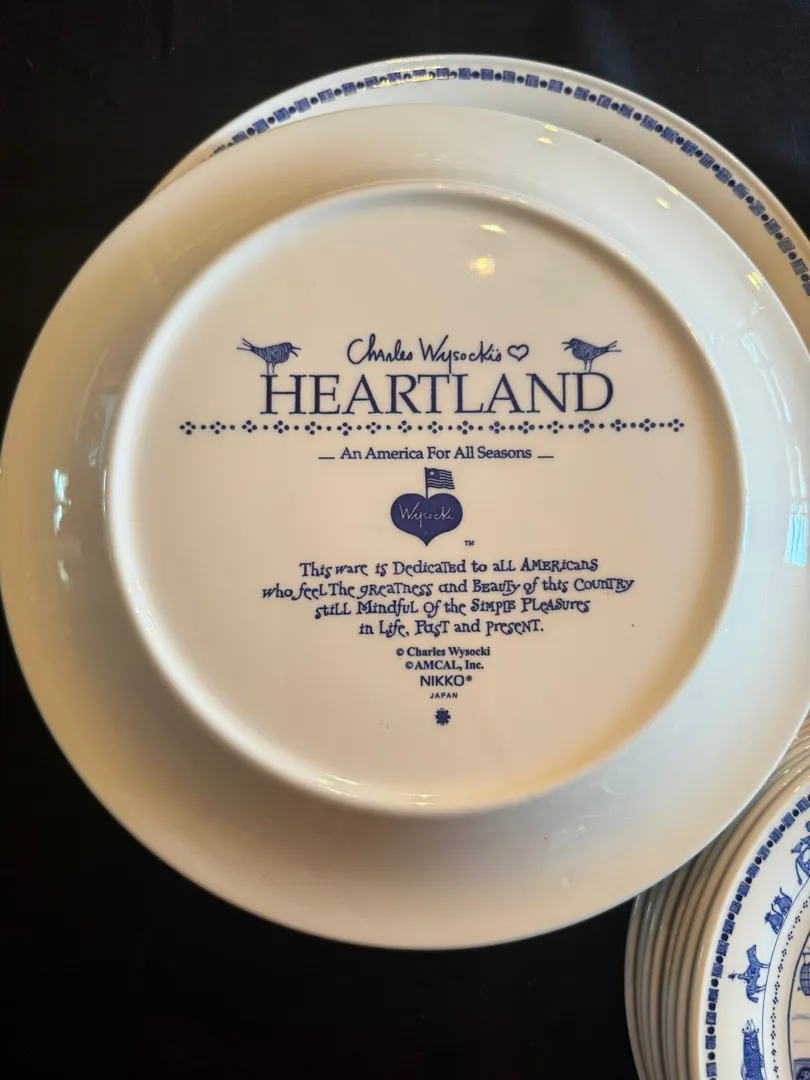 Charles Wysocki's
HEARTLAND
An America For All Seasons
Wysocki
TM
This ware is Dedicated to all Americans
who feel The greatness and Beauty of this Country
still Mindful Of the Simple Pleasures
in Life, Past and present.
© Charles Wysocki
© AMCAL, Inc.
NIKKO®
JAPAN